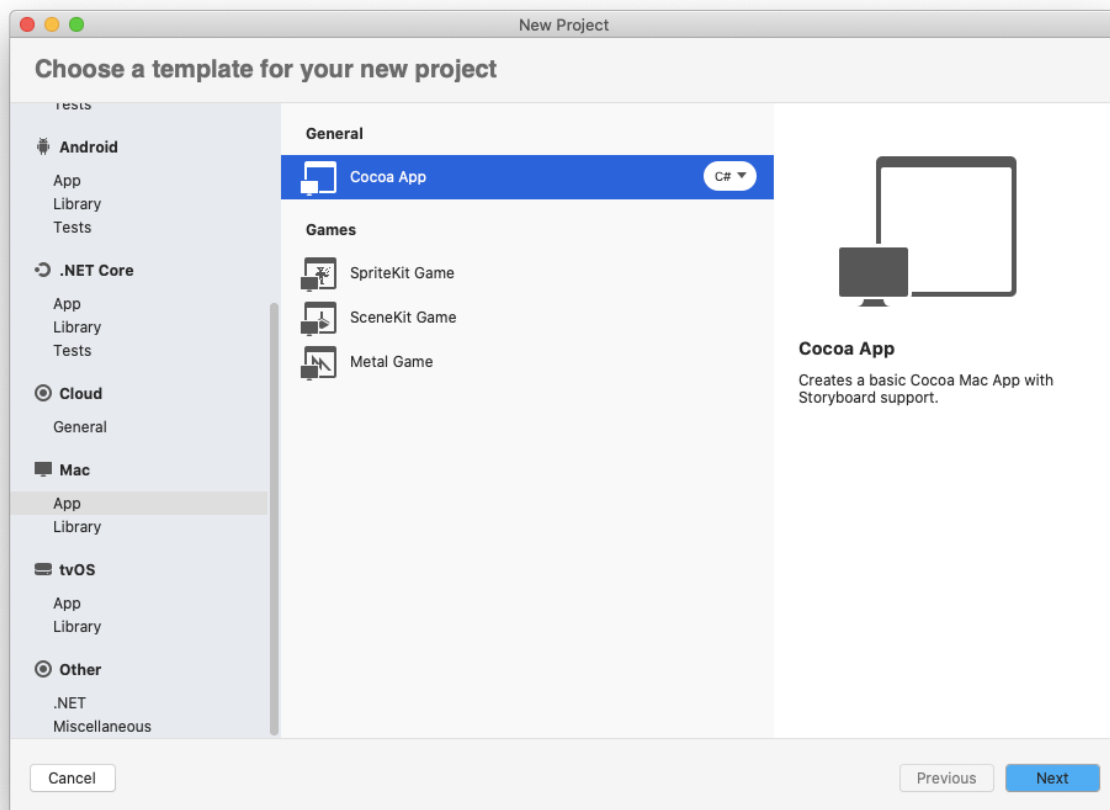 New Project
Choose a template for your new project
Tests
Android
App
Library
Tests
.NET Core
App
Library
Tests
Cloud
General
Mac
App
Library
tvOS
App
Library
Other
.NET
Miscellaneous
General
Cocoa App
C#
Games
SpriteKit Game
SceneKit Game
Metal Game
Cocoa App
Creates a basic Cocoa Mac App with
Storyboard support.
Cancel
Previous
Next